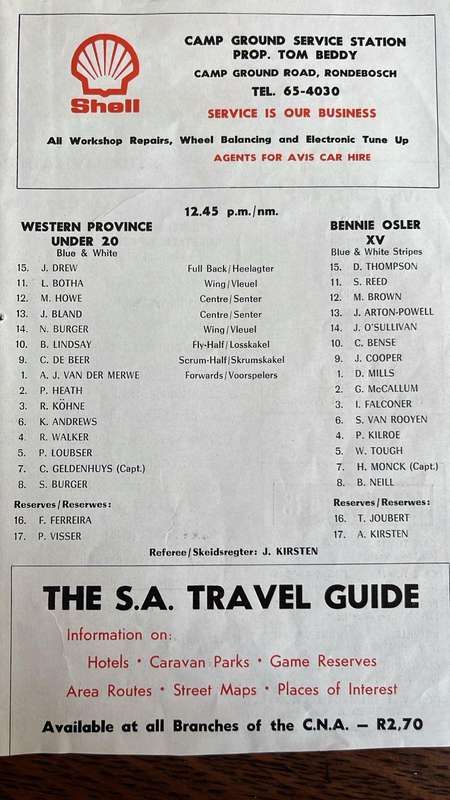 Shell
CAMP GROUND SERVICE STATION
PROP. TOM BEDDY
CAMP GROUND ROAD, RONDEBOSCH
TEL. 65-4030
SERVICE IS OUR BUSINESS
All Workshop Repairs, Wheel Balancing and Electronic Tune Up
AGENTS FOR AVIS CAR HIRE
12.45 p.m./nm.
WESTERN PROVINCE
UNDER 20
Blue & White
BENNIE OSLER
XV
Blue & White Stripes
15. J. DREW Full Back/Heelagter 15. D. THOMPSON
11. L. BOTHA Wing/Vleuel 11. S. REED
12. M. HOWE Centre/Senter 12. M. BROWN
13. J. BLAND Centre/Senter 13. J. ARTON-POWELL
14. N. BURGER Wing/Vleuel 14. J. O'SULLIVAN
10. B. LINDSAY Fly-Half/Losskakel 10. C. BENSE
9. C. DE BEER Scrum-Half/Skrumskakel 9. J. COOPER
1. A. J. VAN DER MERWE Forwards/Voorspelers 1. D. MILLS
2. P. HEATH 2. G. McCALLUM
3. R. KÖHNE 3. I. FALCONER
6. K. ANDREWS 6. S. VAN ROOYEN
4. R. WALKER 4. P. KILROE
5. P. LOUBSER 5. W. TOUGH
7. C. GELDENHUYS (Capt.) 7. H. MONCK (Capt.)
8. S. BURGER 8. B. NEILL
Reserves/Reserwes: Reserves/Reserwes:
16. F. FERREIRA 16. T. JOUBERT
17. P. VISSER 17. A. KIRSTEN
Referee/Skeidsregter: J. KIRSTEN
THE S.A. TRAVEL GUIDE
Information on:
Hotels • Caravan Parks • Game Reserves
Area Routes • Street Maps • Places of Interest
Available at all Branches of the C.N.A. — R2,70